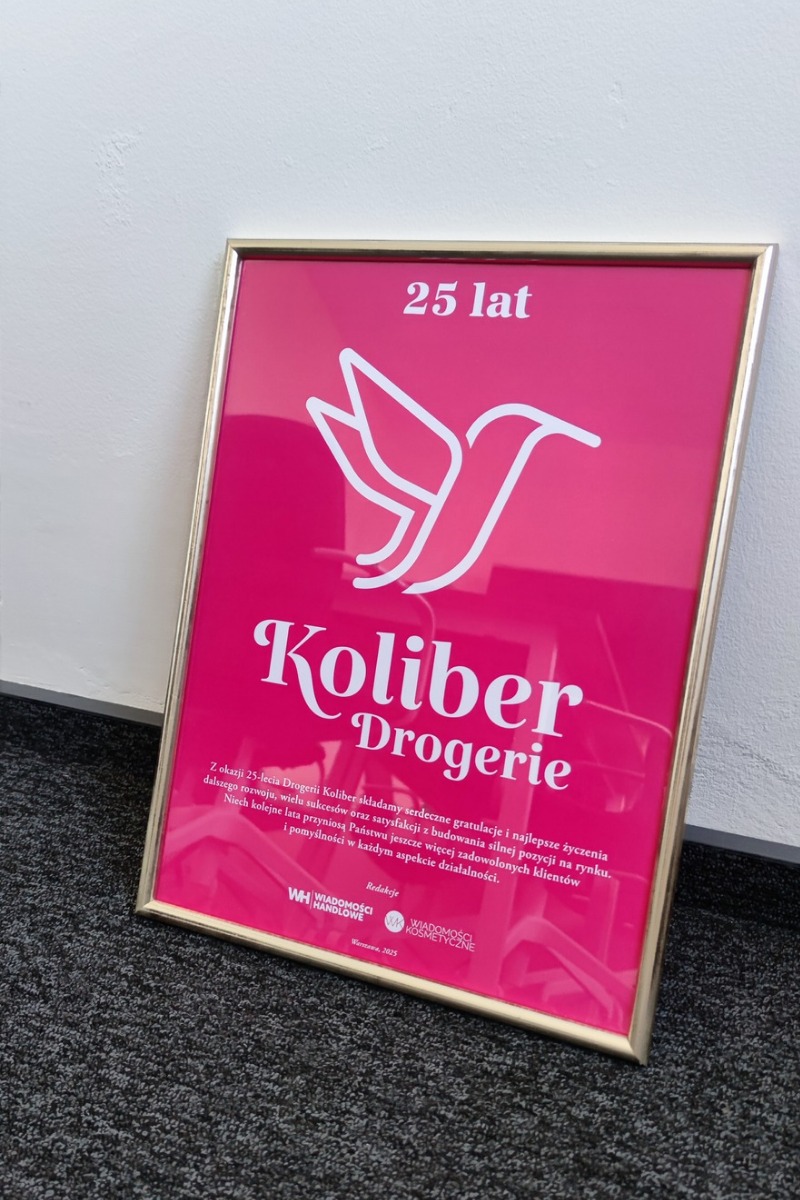 25 lat
Koliber
Drogerie
Z okazji 25-lecia Drogerii Koliber składamy serdeczne gratulacje i najlepsze życzenia
dalszego rozwoju, wielu sukcesów oraz satysfakcji z budowania silnej pozycji na rynku.
Niech kolejne lata przyniosą Państwu jeszcze więcej zadowolonych klientów
i pomyślności w każdym aspekcie działalności.
Redakcje
WH WIADOMOŚCI
HANDLOWE
WK WIADOMOŚCI
KOSMETYCZNE
Warszawa, 2025